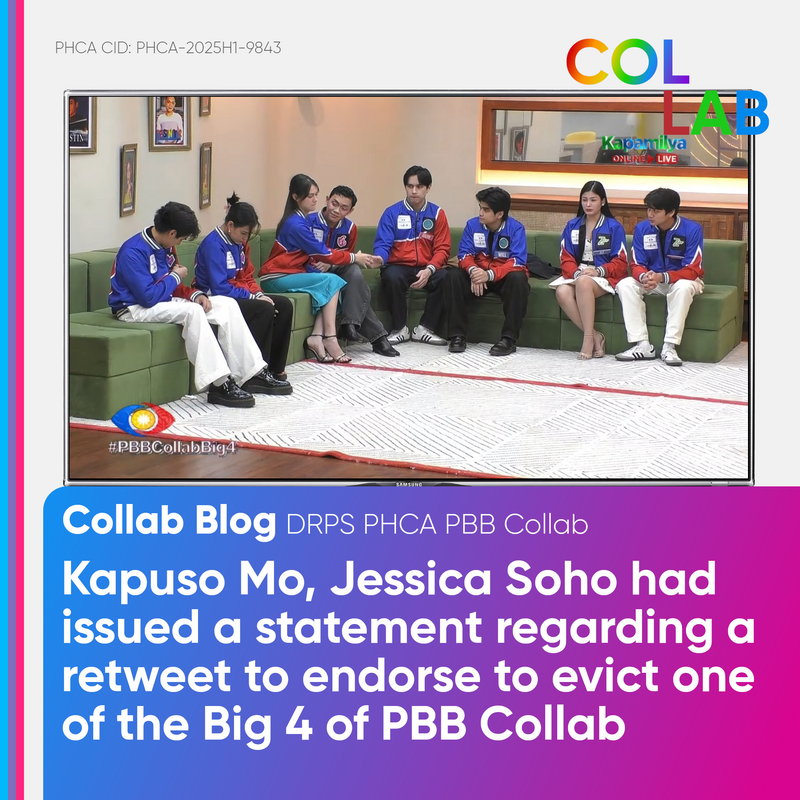 PHCA CID: PHCA-2025H1-9843
COL
LAB
Kapamilya
ONLINE LIVE
#PBBCollabBig4
SAMSUNG
Collab Blog DRPS PHCA PBB Collab
Kapuso Mo, Jessica Soho had
issued a statement regarding a
retweet to endorse to evict one
of the Big 4 of PBB Collab